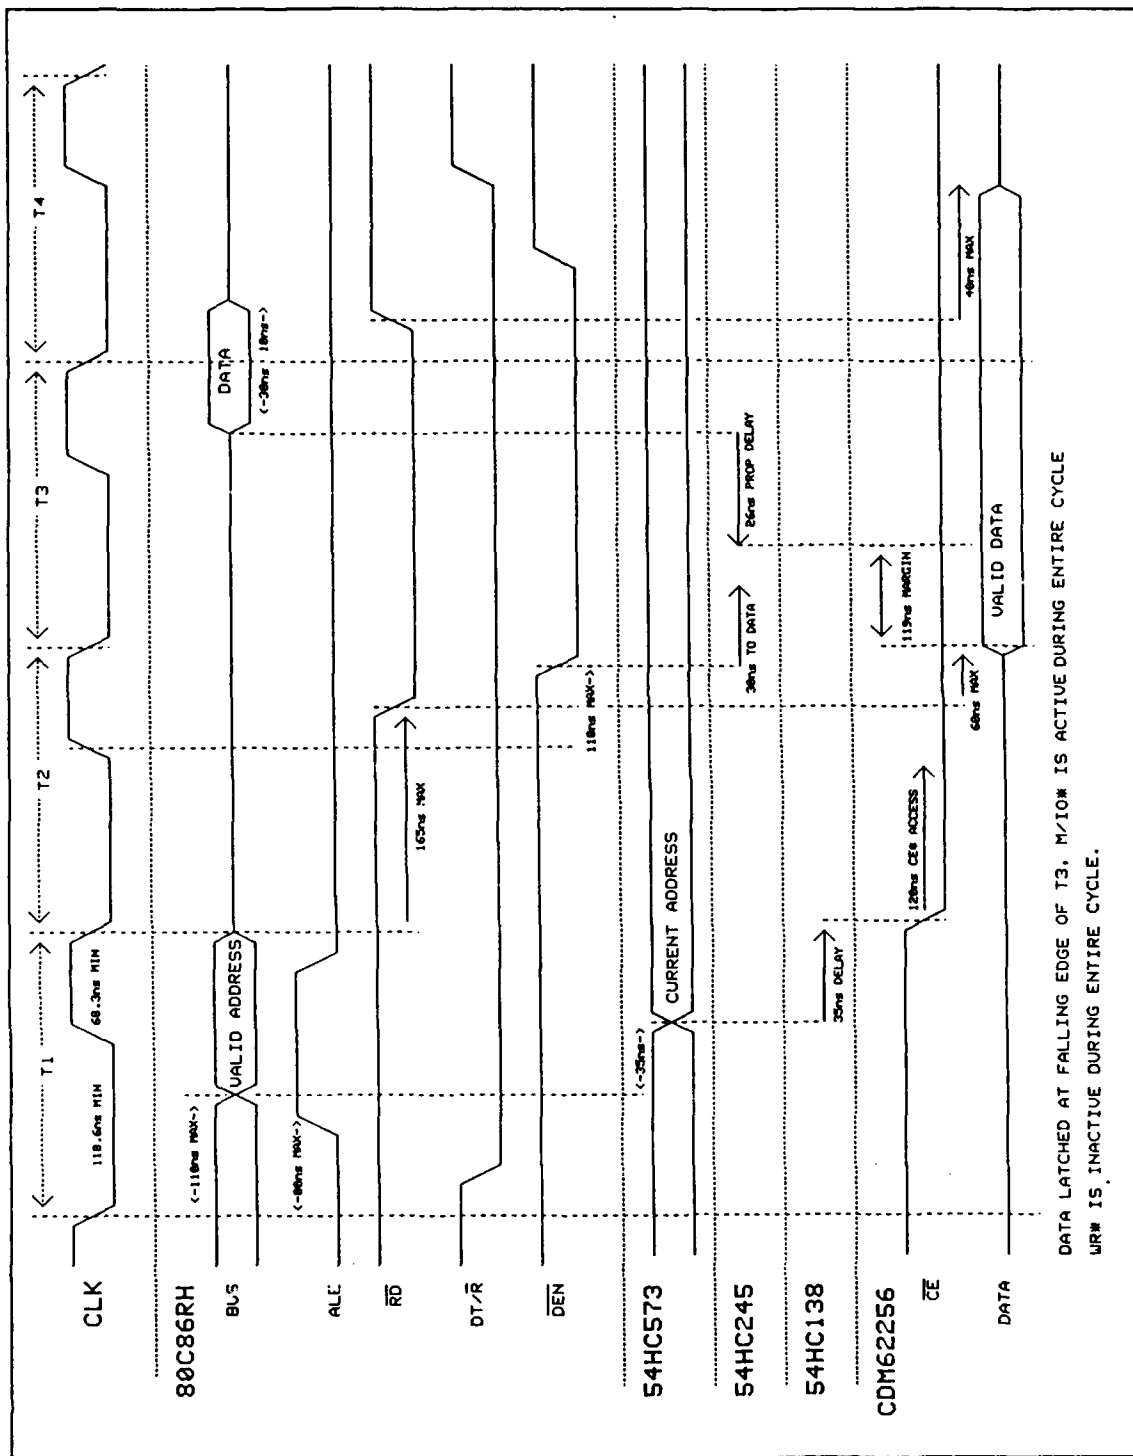 T1
T2
T3
T4
CLK
110.6ns MIN
68.3ns MIN
80C86RH
<-110ns MAX->
BUS
VALID ADDRESS
DATA
<-30ns 10ns->
<-80ns MAX->
ALE
RD
165ns MAX
DT/R
DEN
110ns MAX->
<-35ns->
54HC573
CURRENT ADDRESS
54HC245
30ns TO DATA
26ns PROP DELAY
54HC138
35ns DELAY
CDM62256
119ns MARGIN
CE
120ns CE* ACCESS
60ns MAX
40ns MAX
DATA
VALID DATA
DATA LATCHED AT FALLING EDGE OF T3. M/IO* IS ACTIVE DURING ENTIRE CYCLE
WR* IS INACTIVE DURING ENTIRE CYCLE.